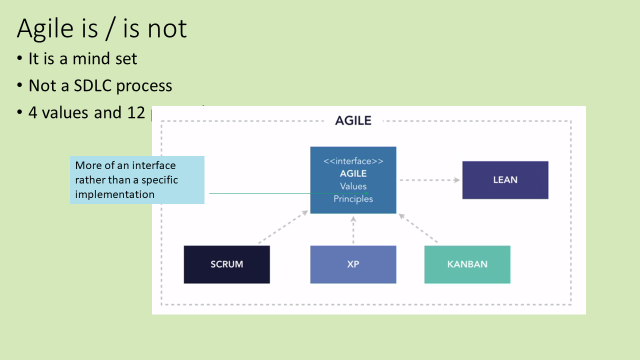 Agile is / is not
• It is a mind set
• Not a SDLC process
• 4 values and 12
AGILE
More of an interface
rather than a specific
implementation
<<interface>>
AGILE
Values
Principles
LEAN
SCRUM
XP
KANBAN